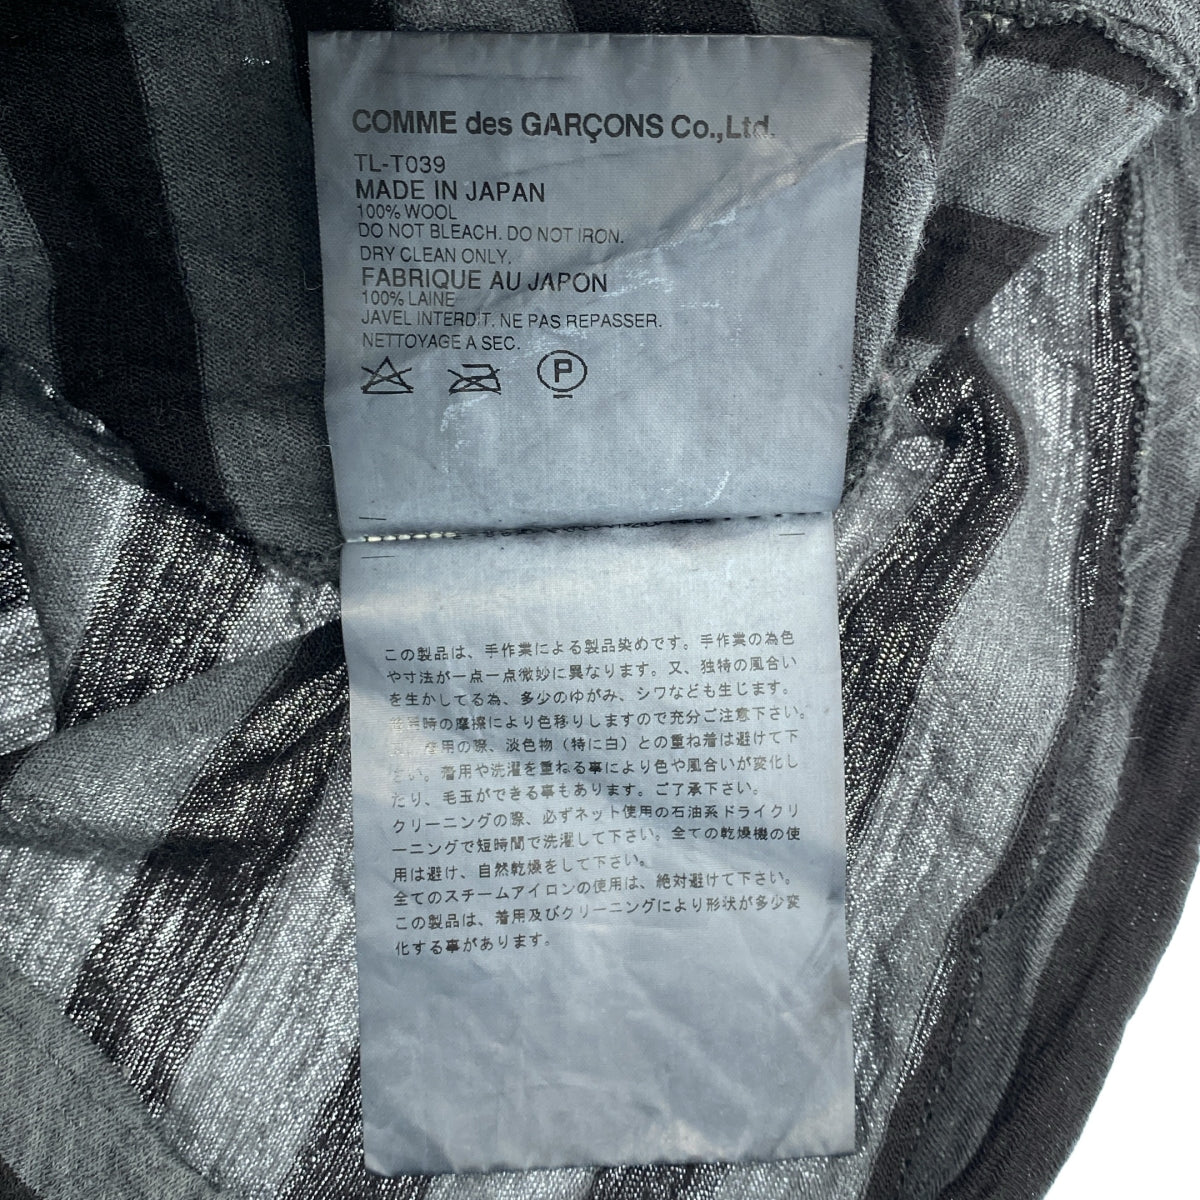 COMME des GARÇONS Co.,Ltd.
TL-T039
MADE IN JAPAN
100% WOOL
DO NOT BLEACH. DO NOT IRON.
DRY CLEAN ONLY.
FABRIQUE AU JAPON
100% LAINE
JAVEL INTERDIT. NE PAS REPASSER.
NETTOYAGE A SEC.
P
この製品は、手作業による製品染めです。手作業の為色
や寸法が一点一点微妙に異なります。又、独特の風合い
を生かしてる為、多少のゆがみ、シワなども生じます。
着用時の摩擦により色移りしますので充分ご注意下さい。
着用の際、淡色物（特に白）との重ね着は避けて下
さい。着用や洗濯を重ねる事により色や風合いが変化し
たり、毛玉ができる事もあります。ご了承下さい。
クリーニングの際、必ずネット使用の石油系ドライクリ
ーニングで短時間で洗濯して下さい。全ての乾燥機の使
用は避け、自然乾燥をして下さい。
全てのスチームアイロンの使用は、絶対避けて下さい。
この製品は、着用及びクリーニングにより形状が多少変
化する事があります。